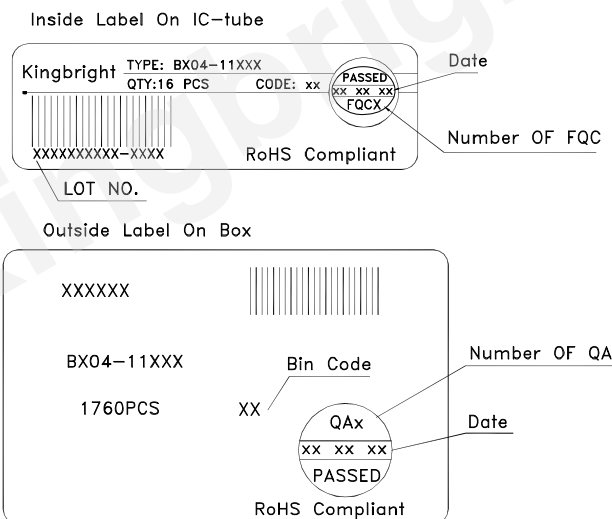 Inside Label On IC-tube
Kingbright
TYPE: BX04-11XXX
QTY:16 PCS CODE: xx
PASSED
xx xx xx
FQCX
Date
Number OF FQC
XXXXXXXXXX-XXXX
RoHS Compliant
LOT NO.
Outside Label On Box
XXXXXX
BX04-11XXX
Bin Code
Number OF QA
1760PCS
XX
QAx
Date
xx xx xx
PASSED
RoHS Compliant